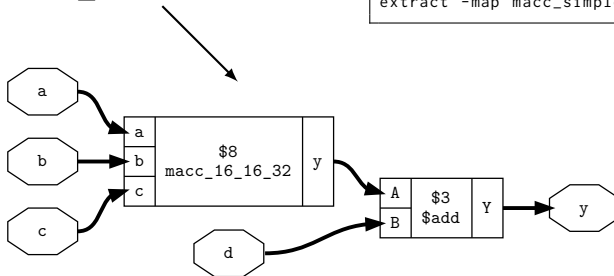 extract -map macc_simpl
a
a
$8
macc_16_16_32
y
b
b
c
c
A
$3
$add
Y
y
B
d